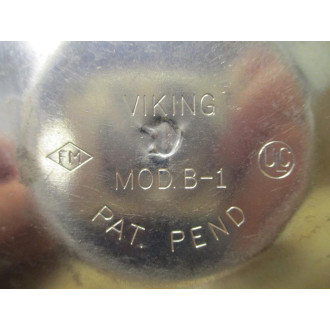 VIKING
FM
UL
MOD. B-1
PAT. PEND